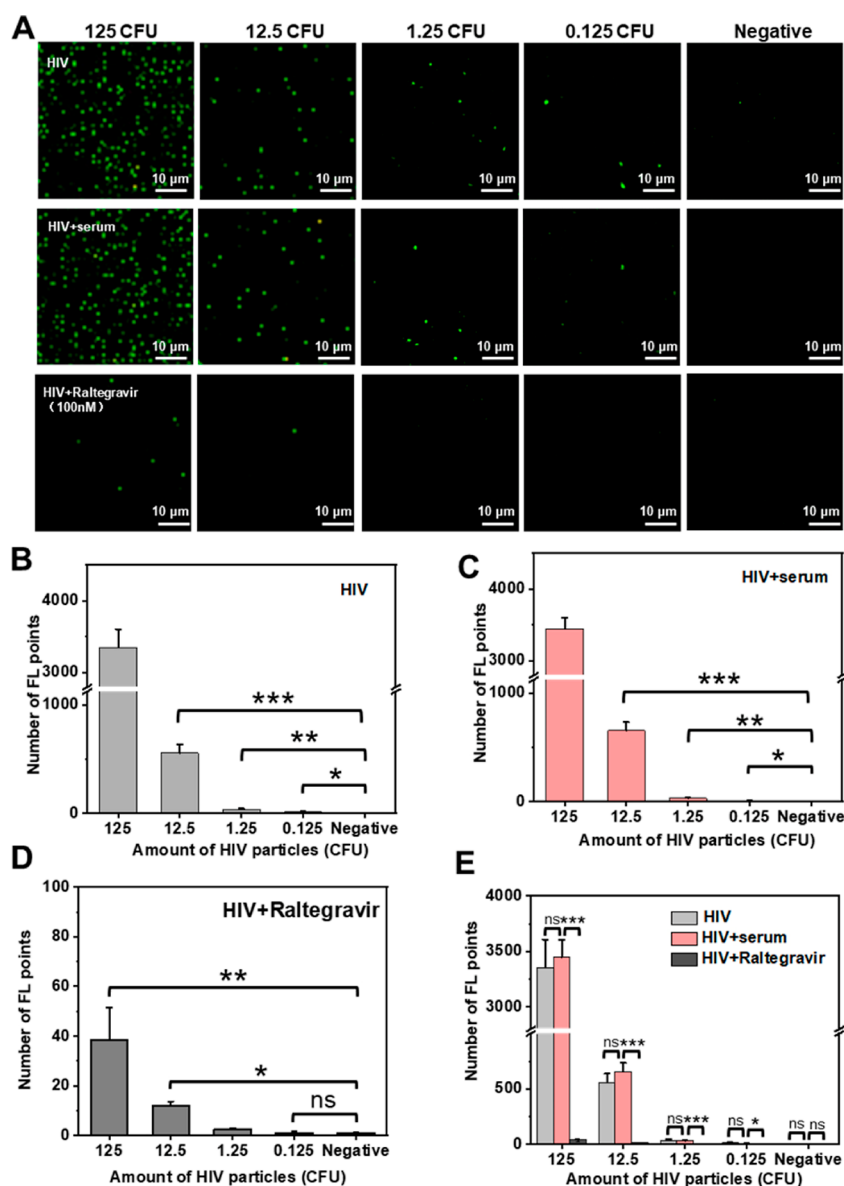 A
125 CFU 12.5 CFU 1.25 CFU 0.125 CFU Negative
HIV
10 μm 10 μm 10 μm 10 μm 10 μm
HIV+serum
10 μm 10 μm 10 μm 10 μm 10 μm
HIV+Raltegravir
(100nM)
10 μm 10 μm 10 μm 10 μm 10 μm
B
HIV
Number of FL points
4000
3000
1000
0
***
**
*
125 12.5 1.25 0.125 Negative
Amount of HIV particles (CFU)
C
HIV+serum
Number of FL points
4000
3000
1000
0
***
**
*
125 12.5 1.25 0.125 Negative
Amount of HIV particles (CFU)
D
HIV+Raltegravir
Number of FL points
100
80
60
40
20
0
**
*
ns
125 12.5 1.25 0.125 Negative
Amount of HIV particles (CFU)
E
HIV
HIV+serum
HIV+Raltegravir
Number of FL points
4000
3750
3500
3250
3000
500
0
ns ***
ns ***
ns ***
ns *
ns ns
125 12.5 1.25 0.125 Negative
Amount of HIV particles (CFU)